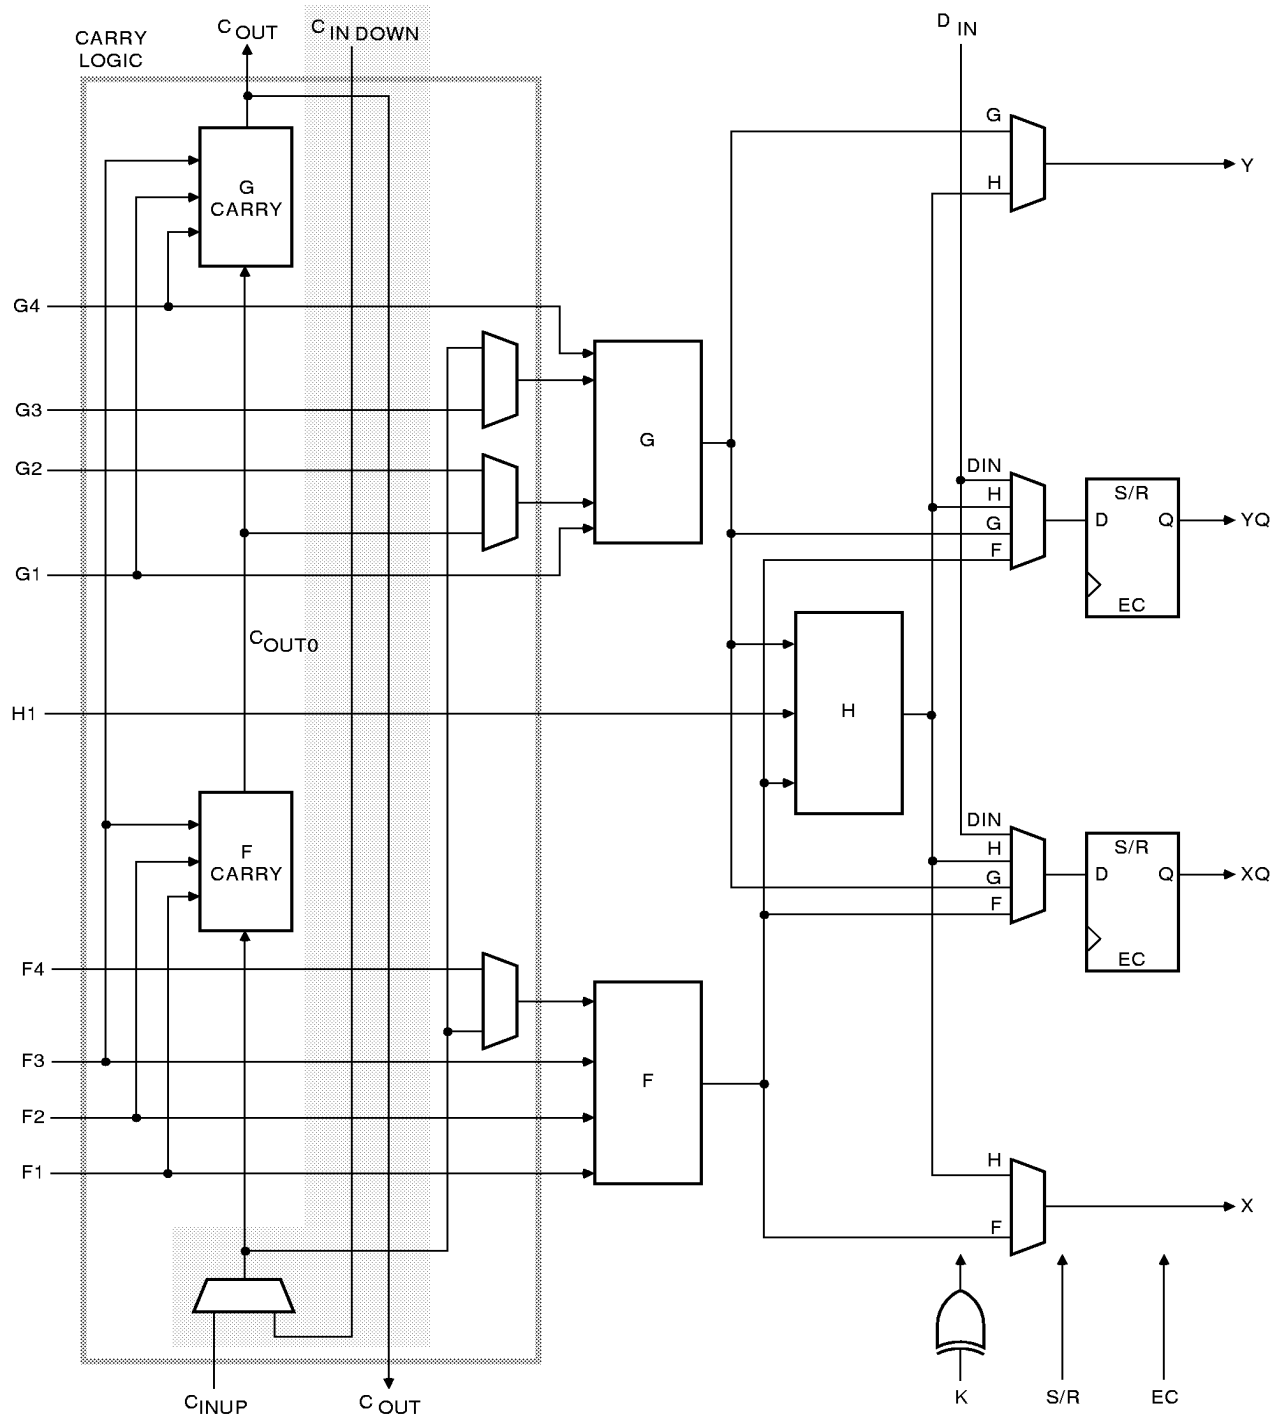 CARRY
LOGIC
C OUT
C IN DOWN
D IN
G
CARRY
G
H
Y
G4
G3
G2
G1
G
DIN
H
G
F
S/R
D
Q
EC
YQ
C OUT0
H1
H
F
CARRY
DIN
H
G
F
S/R
D
Q
EC
XQ
F4
F3
F2
F1
F
H
F
X
C INUP
C OUT
K
S/R
EC